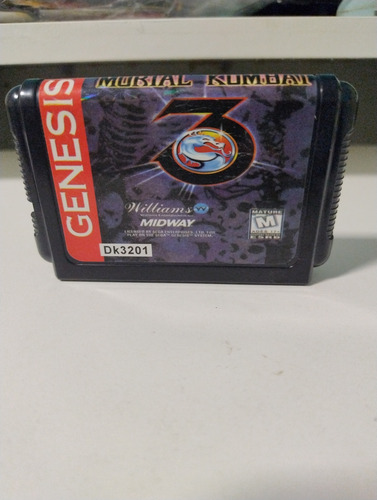 GENESIS
MORTAL KOMBAT
3
Williams
MIDWAY
Dk3201
MATURE
M
ESRB